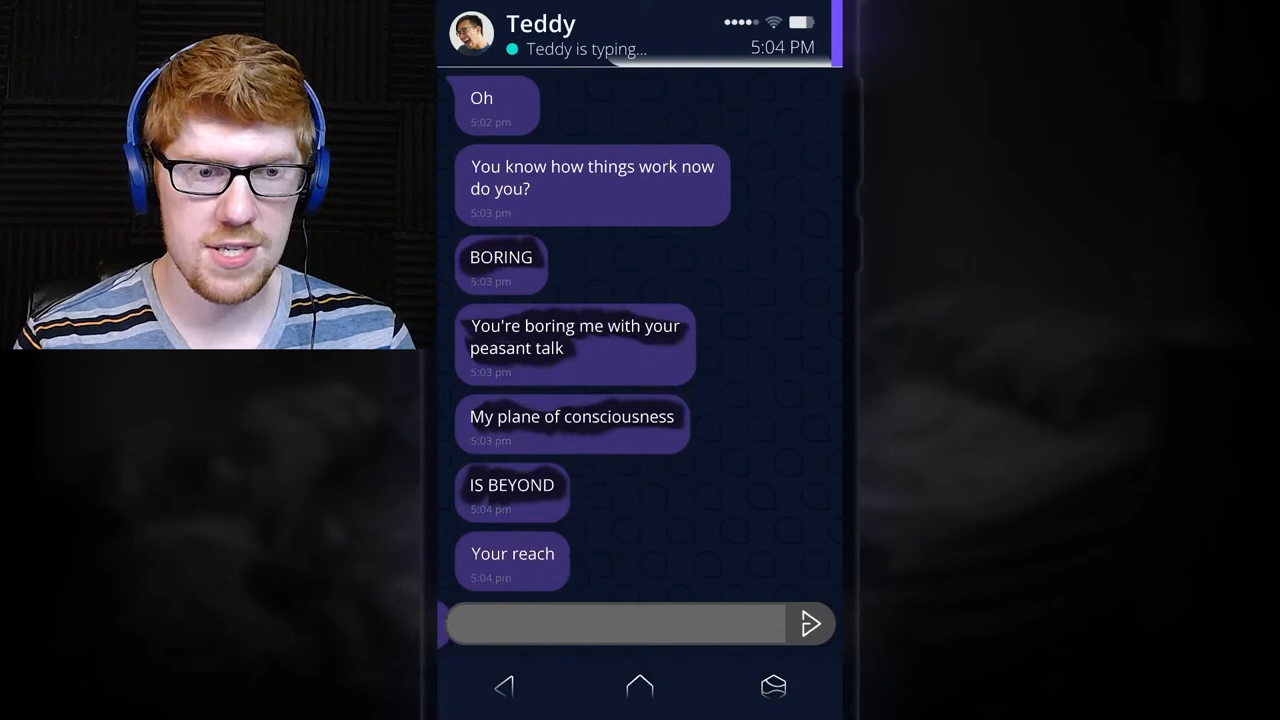 Teddy
Teddy is typing...
5:04 PM
Oh
5:02 pm
You know how things work now
do you?
5:03 pm
BORING
5:03 pm
You're boring me with your
peasant talk
5:03 pm
My plane of consciousness
5:03 pm
IS BEYOND
5:04 pm
Your reach
5:04 pm